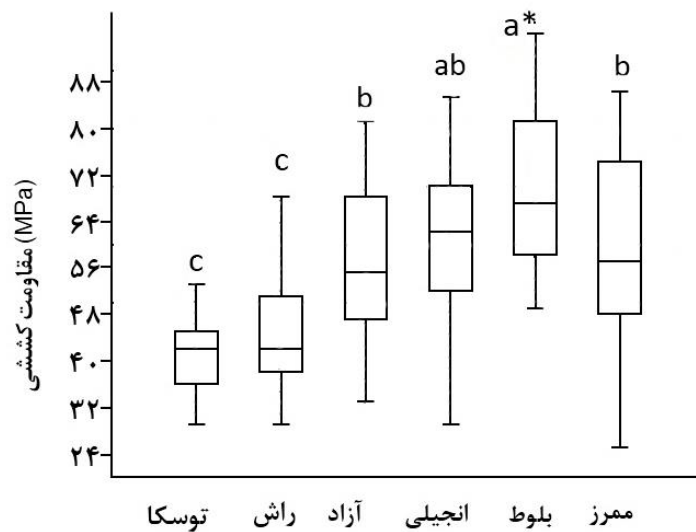 a*
ab
b
b
c
c
۸۸
۸۰
۷۲
۶۴
۵۶
۴۸
۴۰
۳۲
۲۴
مقاومت کششی (MPa)
توسکا راش آزاد انجیلی بلوط ممرز